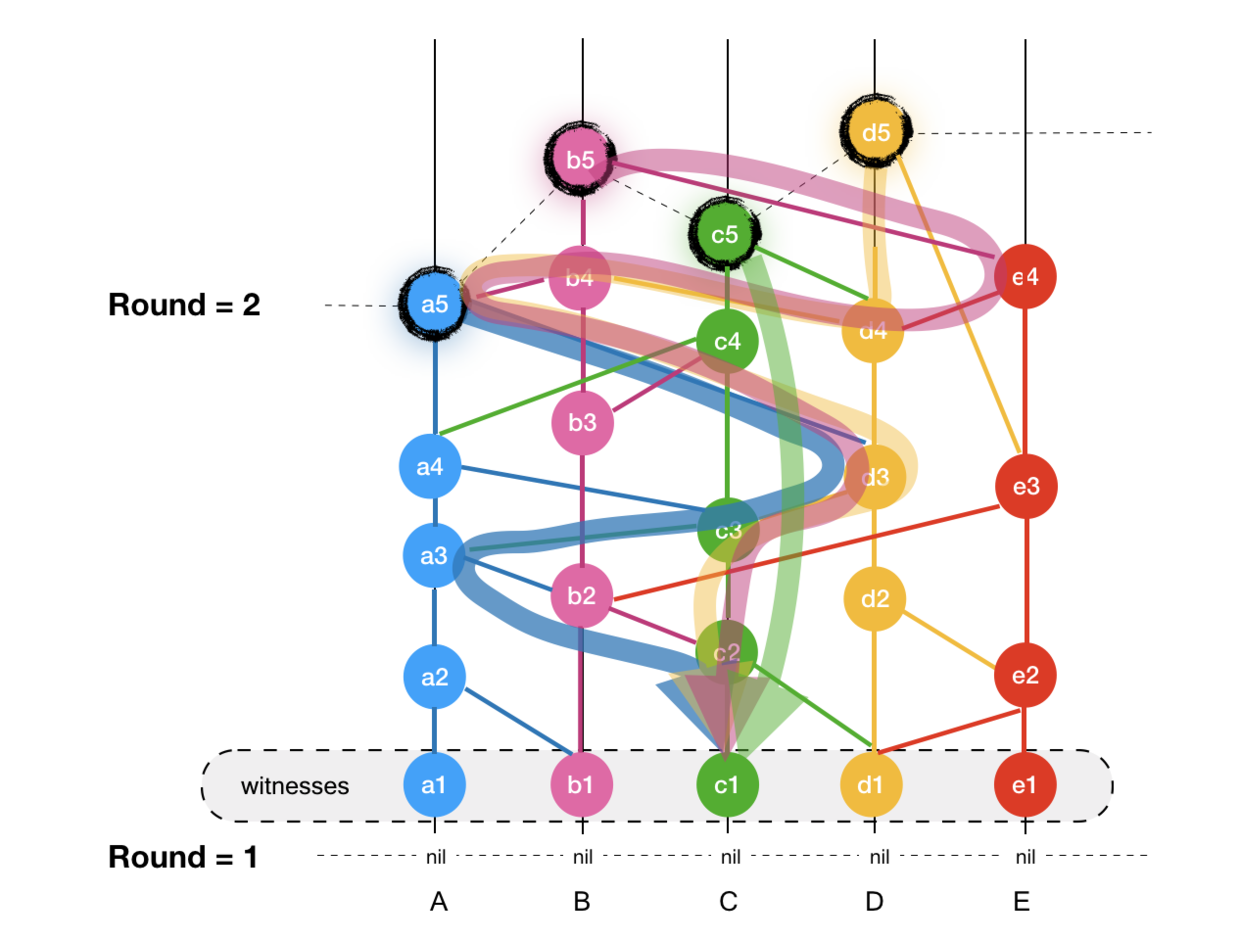 d5
b5
c5
e4
b4
Round = 2
a5
d4
c4
b3
a4
d3
e3
c3
a3
b2
d2
c2
a2
e2
witnesses
a1
b1
c1
d1
e1
Round = 1
nil nil nil nil nil
A B C D E